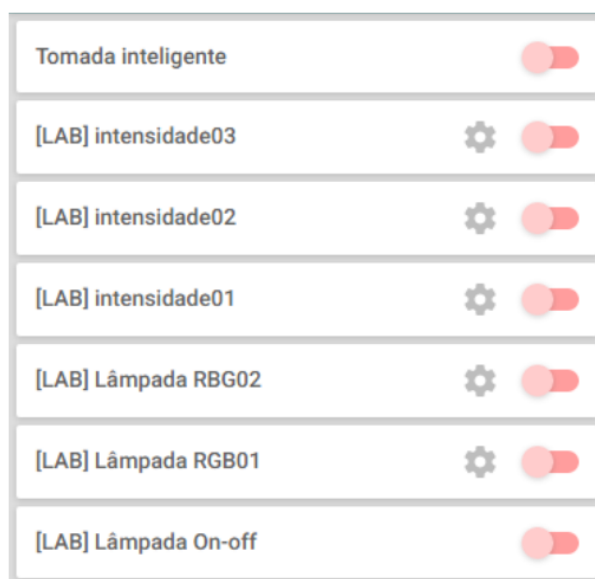 Tomada inteligente
[LAB] intensidade03
[LAB] intensidade02
[LAB] intensidade01
[LAB] Lâmpada RBG02
[LAB] Lâmpada RGB01
[LAB] Lâmpada On-off